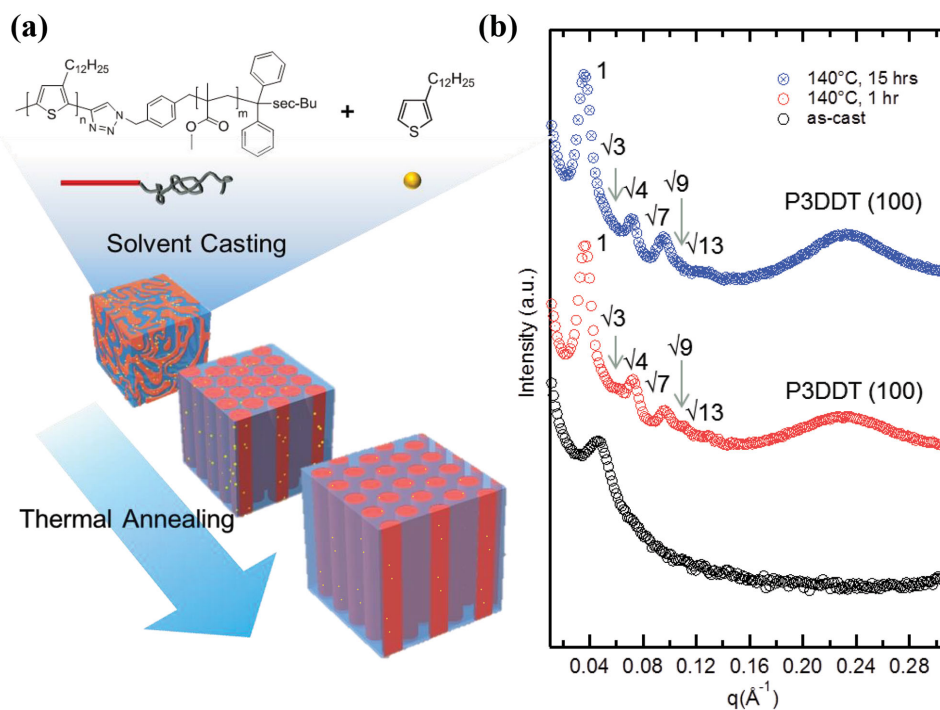 (a)
C12H25
S
n
N
N=N
m
O
O
sec-Bu
+
C12H25
S
Solvent Casting
Thermal Annealing
(b)
Intensity (a.u.)
140°C, 15 hrs
140°C, 1 hr
as-cast
1
√3
√4
√7
√9
√13
P3DDT (100)
1
√3
√4
√7
√9
√13
P3DDT (100)
0.04 0.08 0.12 0.16 0.20 0.24 0.28
q(Å⁻¹)